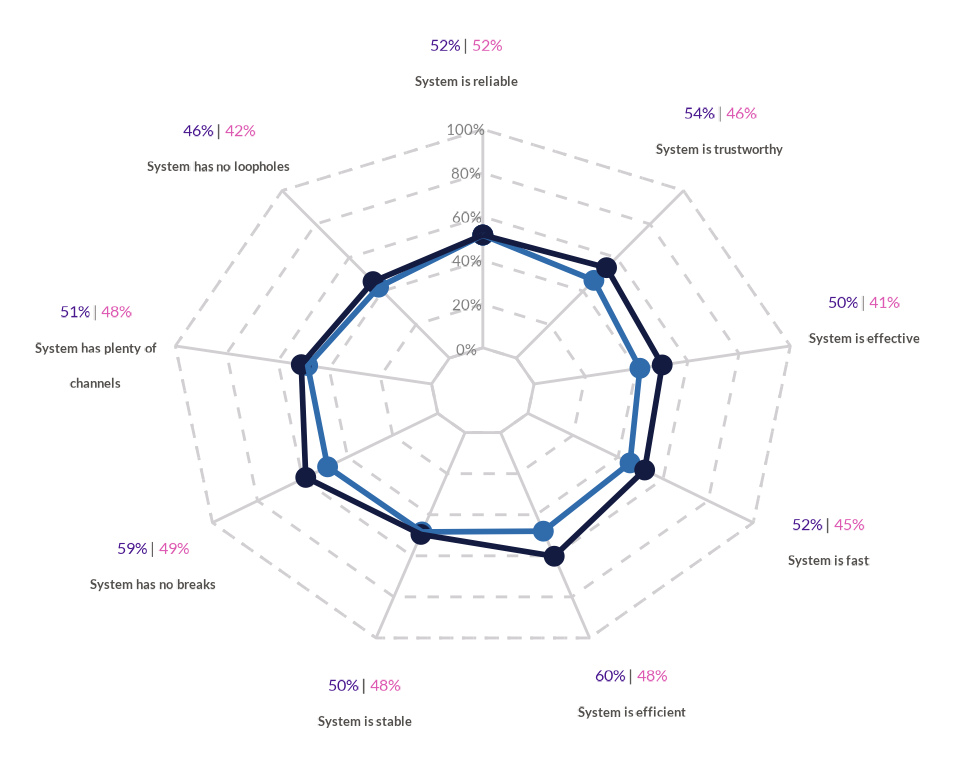 52% | 52%
System is reliable
54% | 46%
System is trustworthy
46% | 42%
System has no loopholes
100%
80%
60%
40%
20%
0%
50% | 41%
System is effective
51% | 48%
System has plenty of
channels
52% | 45%
System is fast
59% | 49%
System has no breaks
60% | 48%
System is efficient
50% | 48%
System is stable